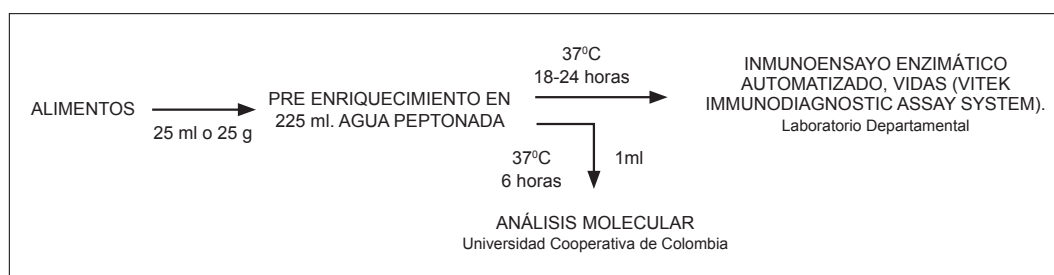 ALIMENTOS
25 ml o 25 g
PRE ENRIQUECIMIENTO EN
225 ml. AGUA PEPTONADA
37⁰C
18-24 horas
INMUNOENSAYO ENZIMÁTICO
AUTOMATIZADO, VIDAS (VITEK
IMMUNODIAGNOSTIC ASSAY SYSTEM).
Laboratorio Departamental
37⁰C
6 horas
1ml
ANÁLISIS MOLECULAR
Universidad Cooperativa de Colombia